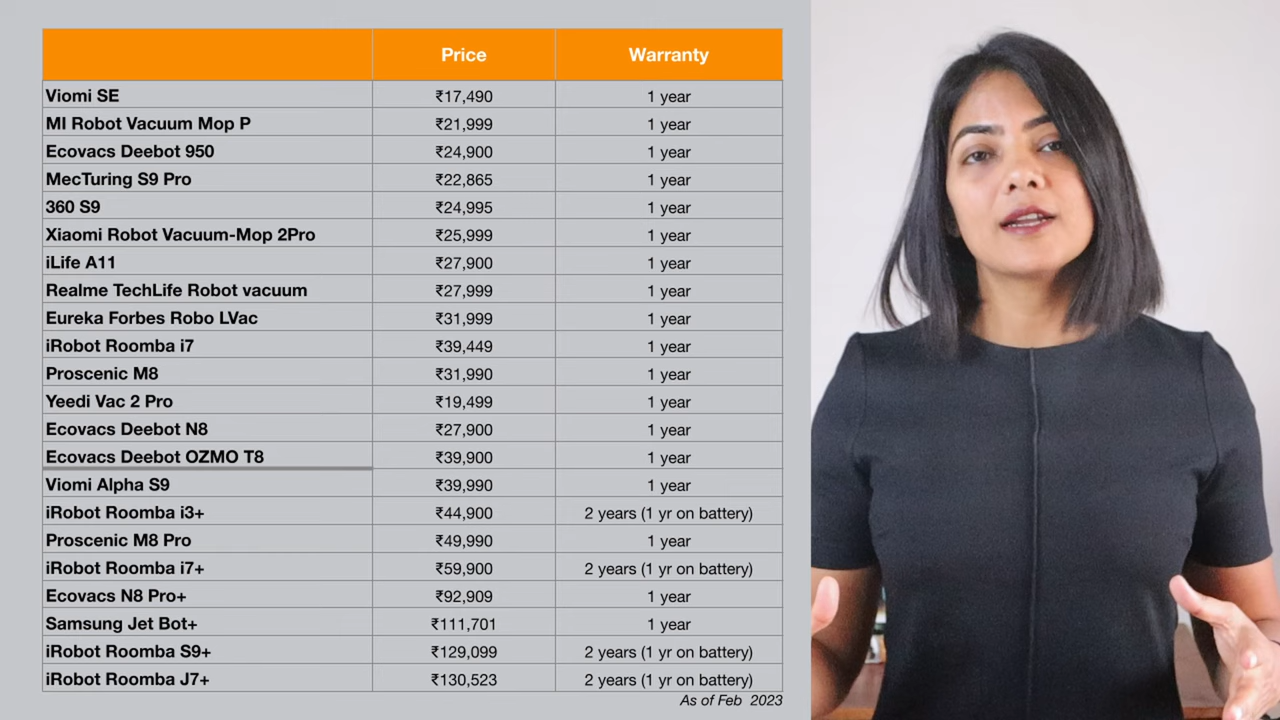 Price Warranty
Viomi SE ₹17,490 1 year
MI Robot Vacuum Mop P ₹21,999 1 year
Ecovacs Deebot 950 ₹24,900 1 year
MecTuring S9 Pro ₹22,865 1 year
360 S9 ₹24,995 1 year
Xiaomi Robot Vacuum-Mop 2Pro ₹25,999 1 year
iLife A11 ₹27,900 1 year
Realme TechLife Robot vacuum ₹27,999 1 year
Eureka Forbes Robo LVac ₹31,999 1 year
iRobot Roomba i7 ₹39,449 1 year
Proscenic M8 ₹31,990 1 year
Yeedi Vac 2 Pro ₹19,499 1 year
Ecovacs Deebot N8 ₹27,900 1 year
Ecovacs Deebot OZMO T8 ₹39,900 1 year
Viomi Alpha S9 ₹39,990 1 year
iRobot Roomba i3+ ₹44,900 2 years (1 yr on battery)
Proscenic M8 Pro ₹49,990 1 year
iRobot Roomba i7+ ₹59,900 2 years (1 yr on battery)
Ecovacs N8 Pro+ ₹92,909 1 year
Samsung Jet Bot+ ₹111,701 1 year
iRobot Roomba S9+ ₹129,099 2 years (1 yr on battery)
iRobot Roomba J7+ ₹130,523 2 years (1 yr on battery)
As of Feb 2023